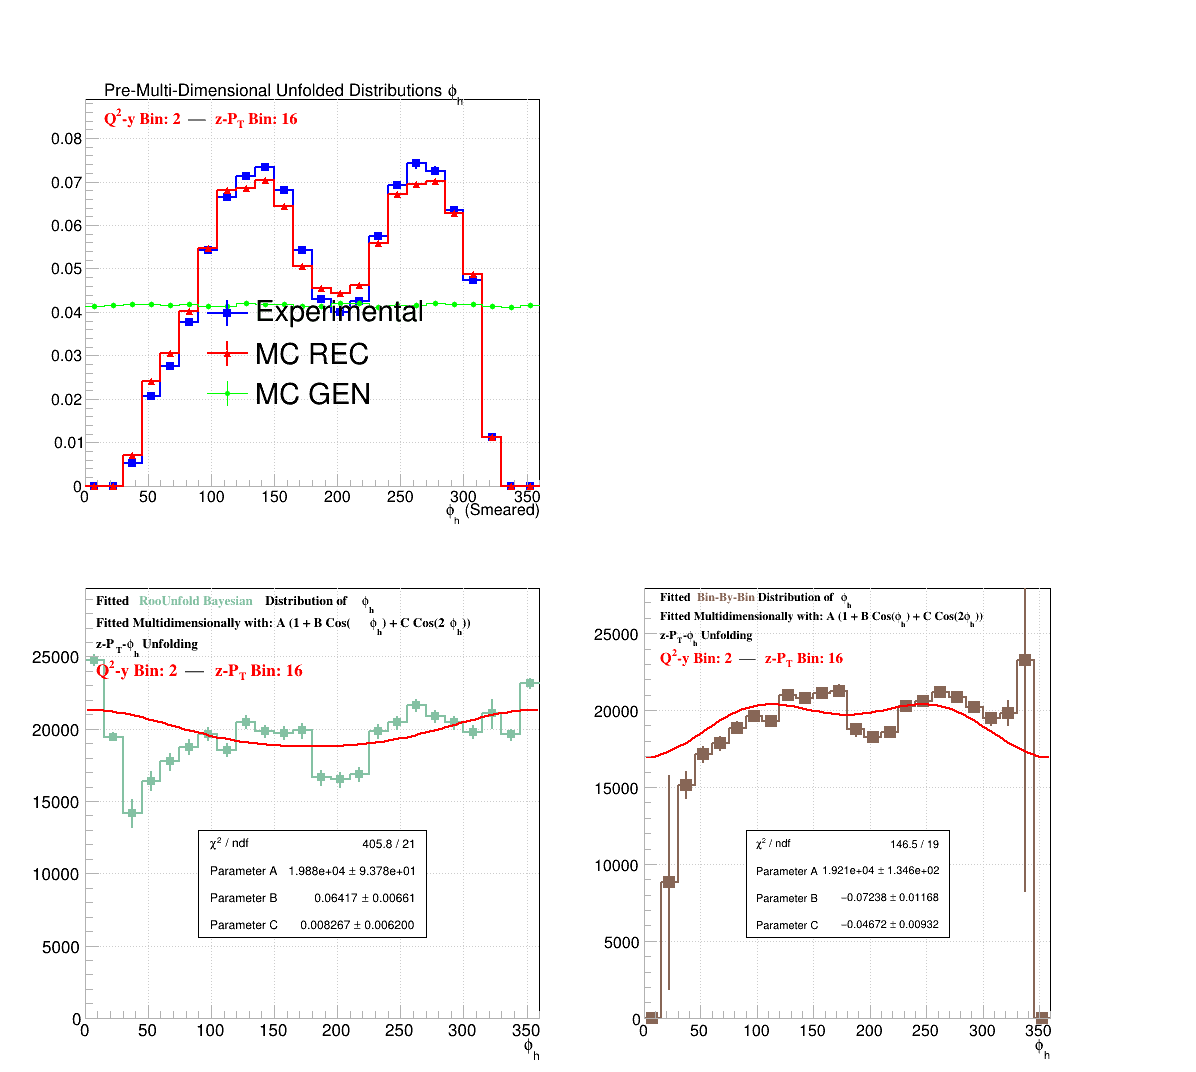 Pre-Multi-Dimensional Unfolded Distributions ϕh
Q²-y Bin: 2 — z-PT Bin: 16
0.08
0.07
0.06
0.05
0.04
0.03
0.02
0.01
0
Experimental
MC REC
MC GEN
0 50 100 150 200 250 300 350
ϕh (Smeared)
Fitted RooUnfold Bayesian Distribution of ϕh
Fitted Multidimensionally with: A (1 + B Cos( ϕh) + C Cos(2 ϕh))
z-PT-ϕh Unfolding
Q²-y Bin: 2 — z-PT Bin: 16
25000
20000
15000
10000
5000
0
χ² / ndf 405.8 / 21
Parameter A 1.988e+04 ± 9.378e+01
Parameter B 0.06417 ± 0.00661
Parameter C 0.008267 ± 0.006200
0 50 100 150 200 250 300 350
ϕh
Fitted Bin-By-Bin Distribution of ϕh
Fitted Multidimensionally with: A (1 + B Cos(ϕh) + C Cos(2ϕh))
z-PT-ϕh Unfolding
Q²-y Bin: 2 — z-PT Bin: 16
25000
20000
15000
10000
5000
0
χ² / ndf 146.5 / 19
Parameter A 1.921e+04 ± 1.346e+02
Parameter B −0.07238 ± 0.01168
Parameter C −0.04672 ± 0.00932
0 50 100 150 200 250 300 350
ϕh